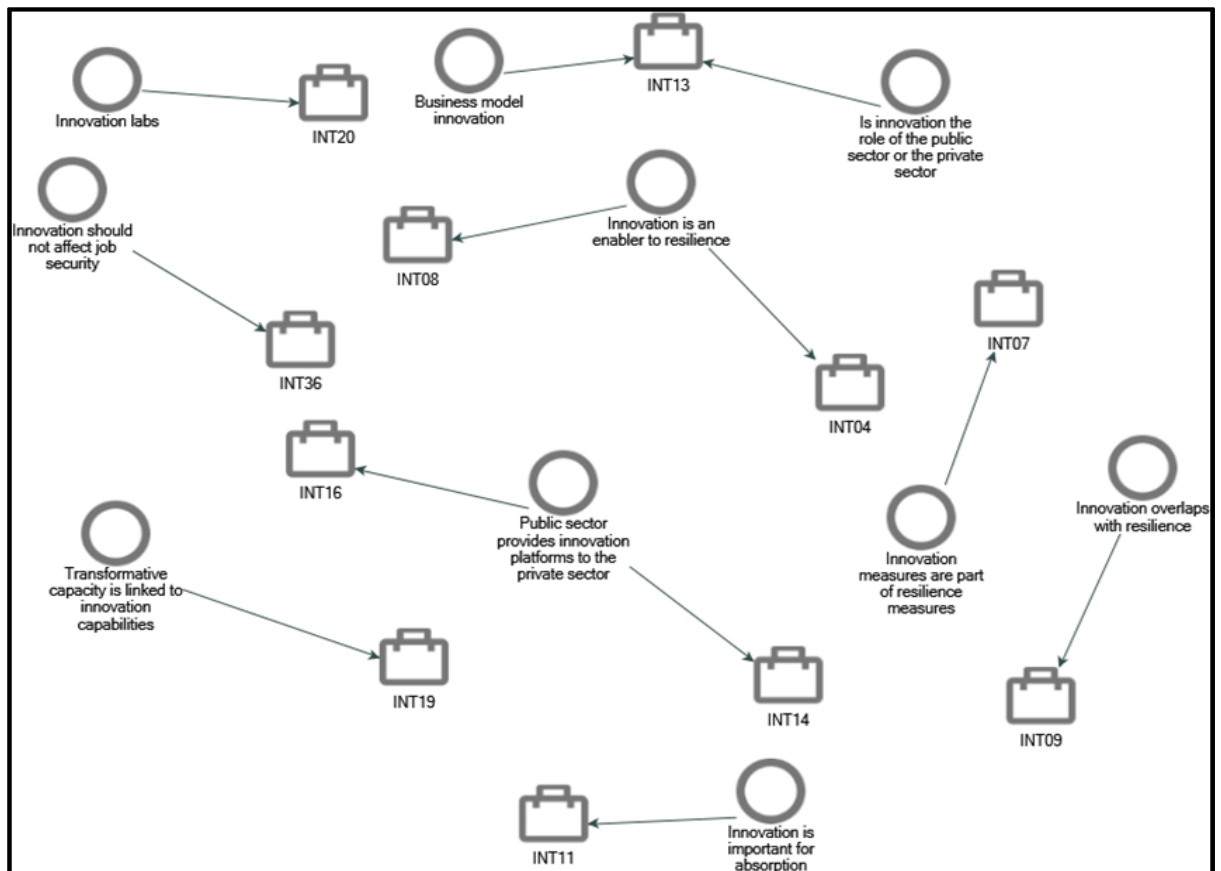 INT13
Innovation labs
Business model
innovation
INT20
Is innovation the
role of the public
sector or the private
sector
Innovation should
not affect job
security
Innovation is an
enabler to resilience
INT08
INT07
INT36
INT04
INT16
Public sector
provides innovation
platforms to the
private sector
Innovation overlaps
with resilience
Innovation
measures are part
of resilience
measures
Transformative
capacity is linked to
innovation
capabilities
INT19
INT14
INT09
Innovation is
important for
absorption
INT11